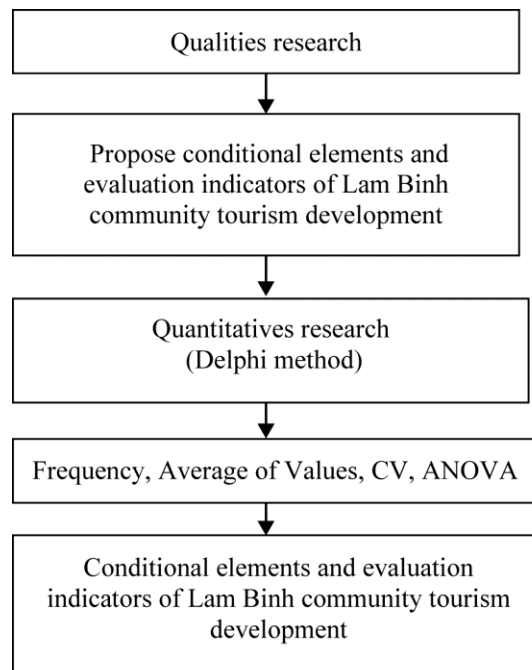 Qualities research
Propose conditional elements and
evaluation indicators of Lam Binh
community tourism development
Quantitatives research
(Delphi method)
Frequency, Average of Values, CV, ANOVA
Conditional elements and evaluation
indicators of Lam Binh community tourism
development